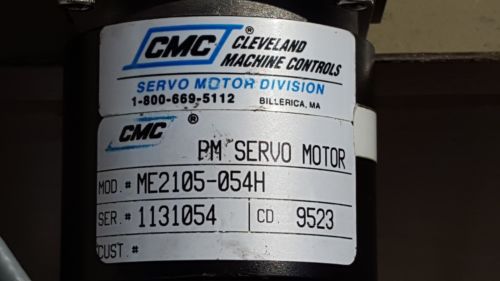 CMC ® CLEVELAND
MACHINE CONTROLS
SERVO MOTOR DIVISION
1-800-669-5112 BILLERICA, MA
CMC ®
PM SERVO MOTOR
MOD.# ME2105-054H
SER.# 1131054 CD. 9523
CUST.#